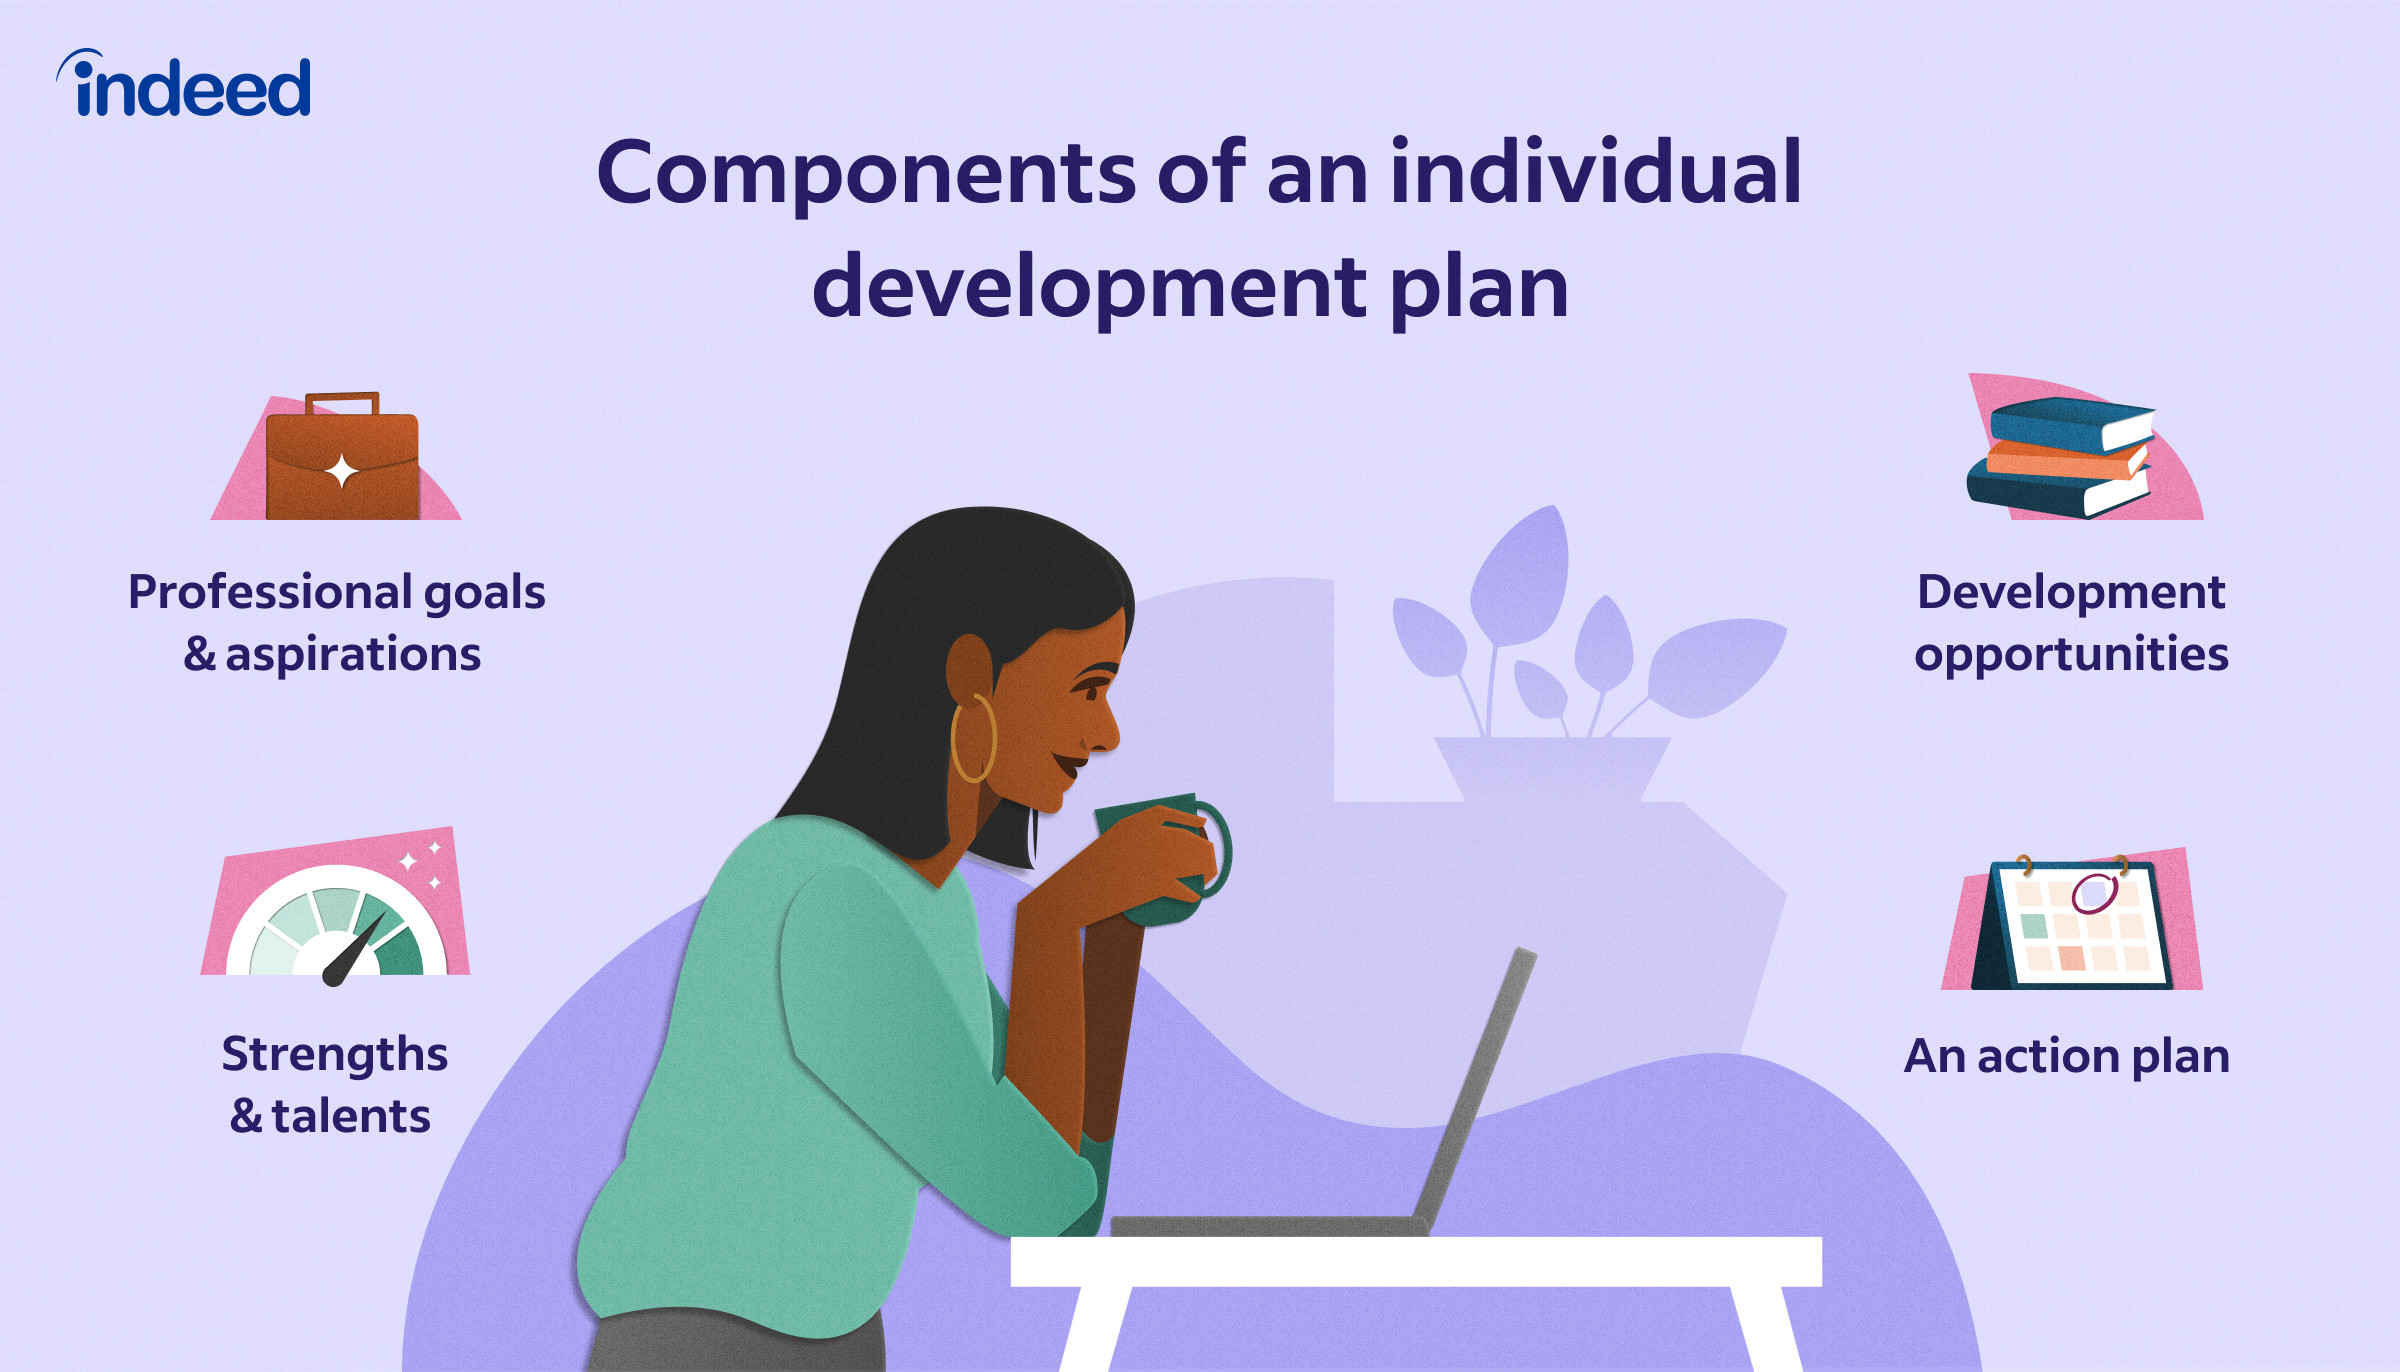 indeed
Components of an individual
development plan
Professional goals
& aspirations
Strengths
& talents
Development
opportunities
An action plan